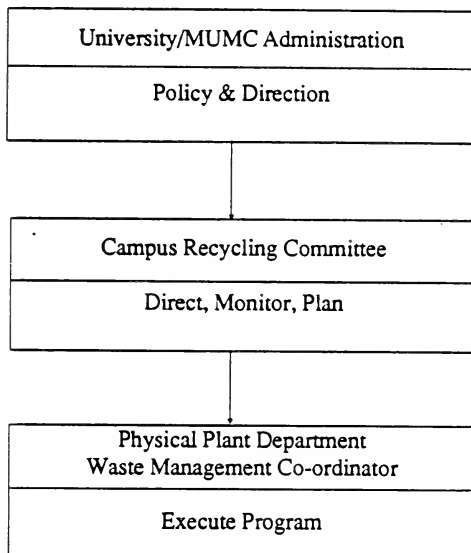 University/MUMC Administration
Policy & Direction
Campus Recycling Committee
Direct, Monitor, Plan
Physical Plant Department
Waste Management Co-ordinator
Execute Program